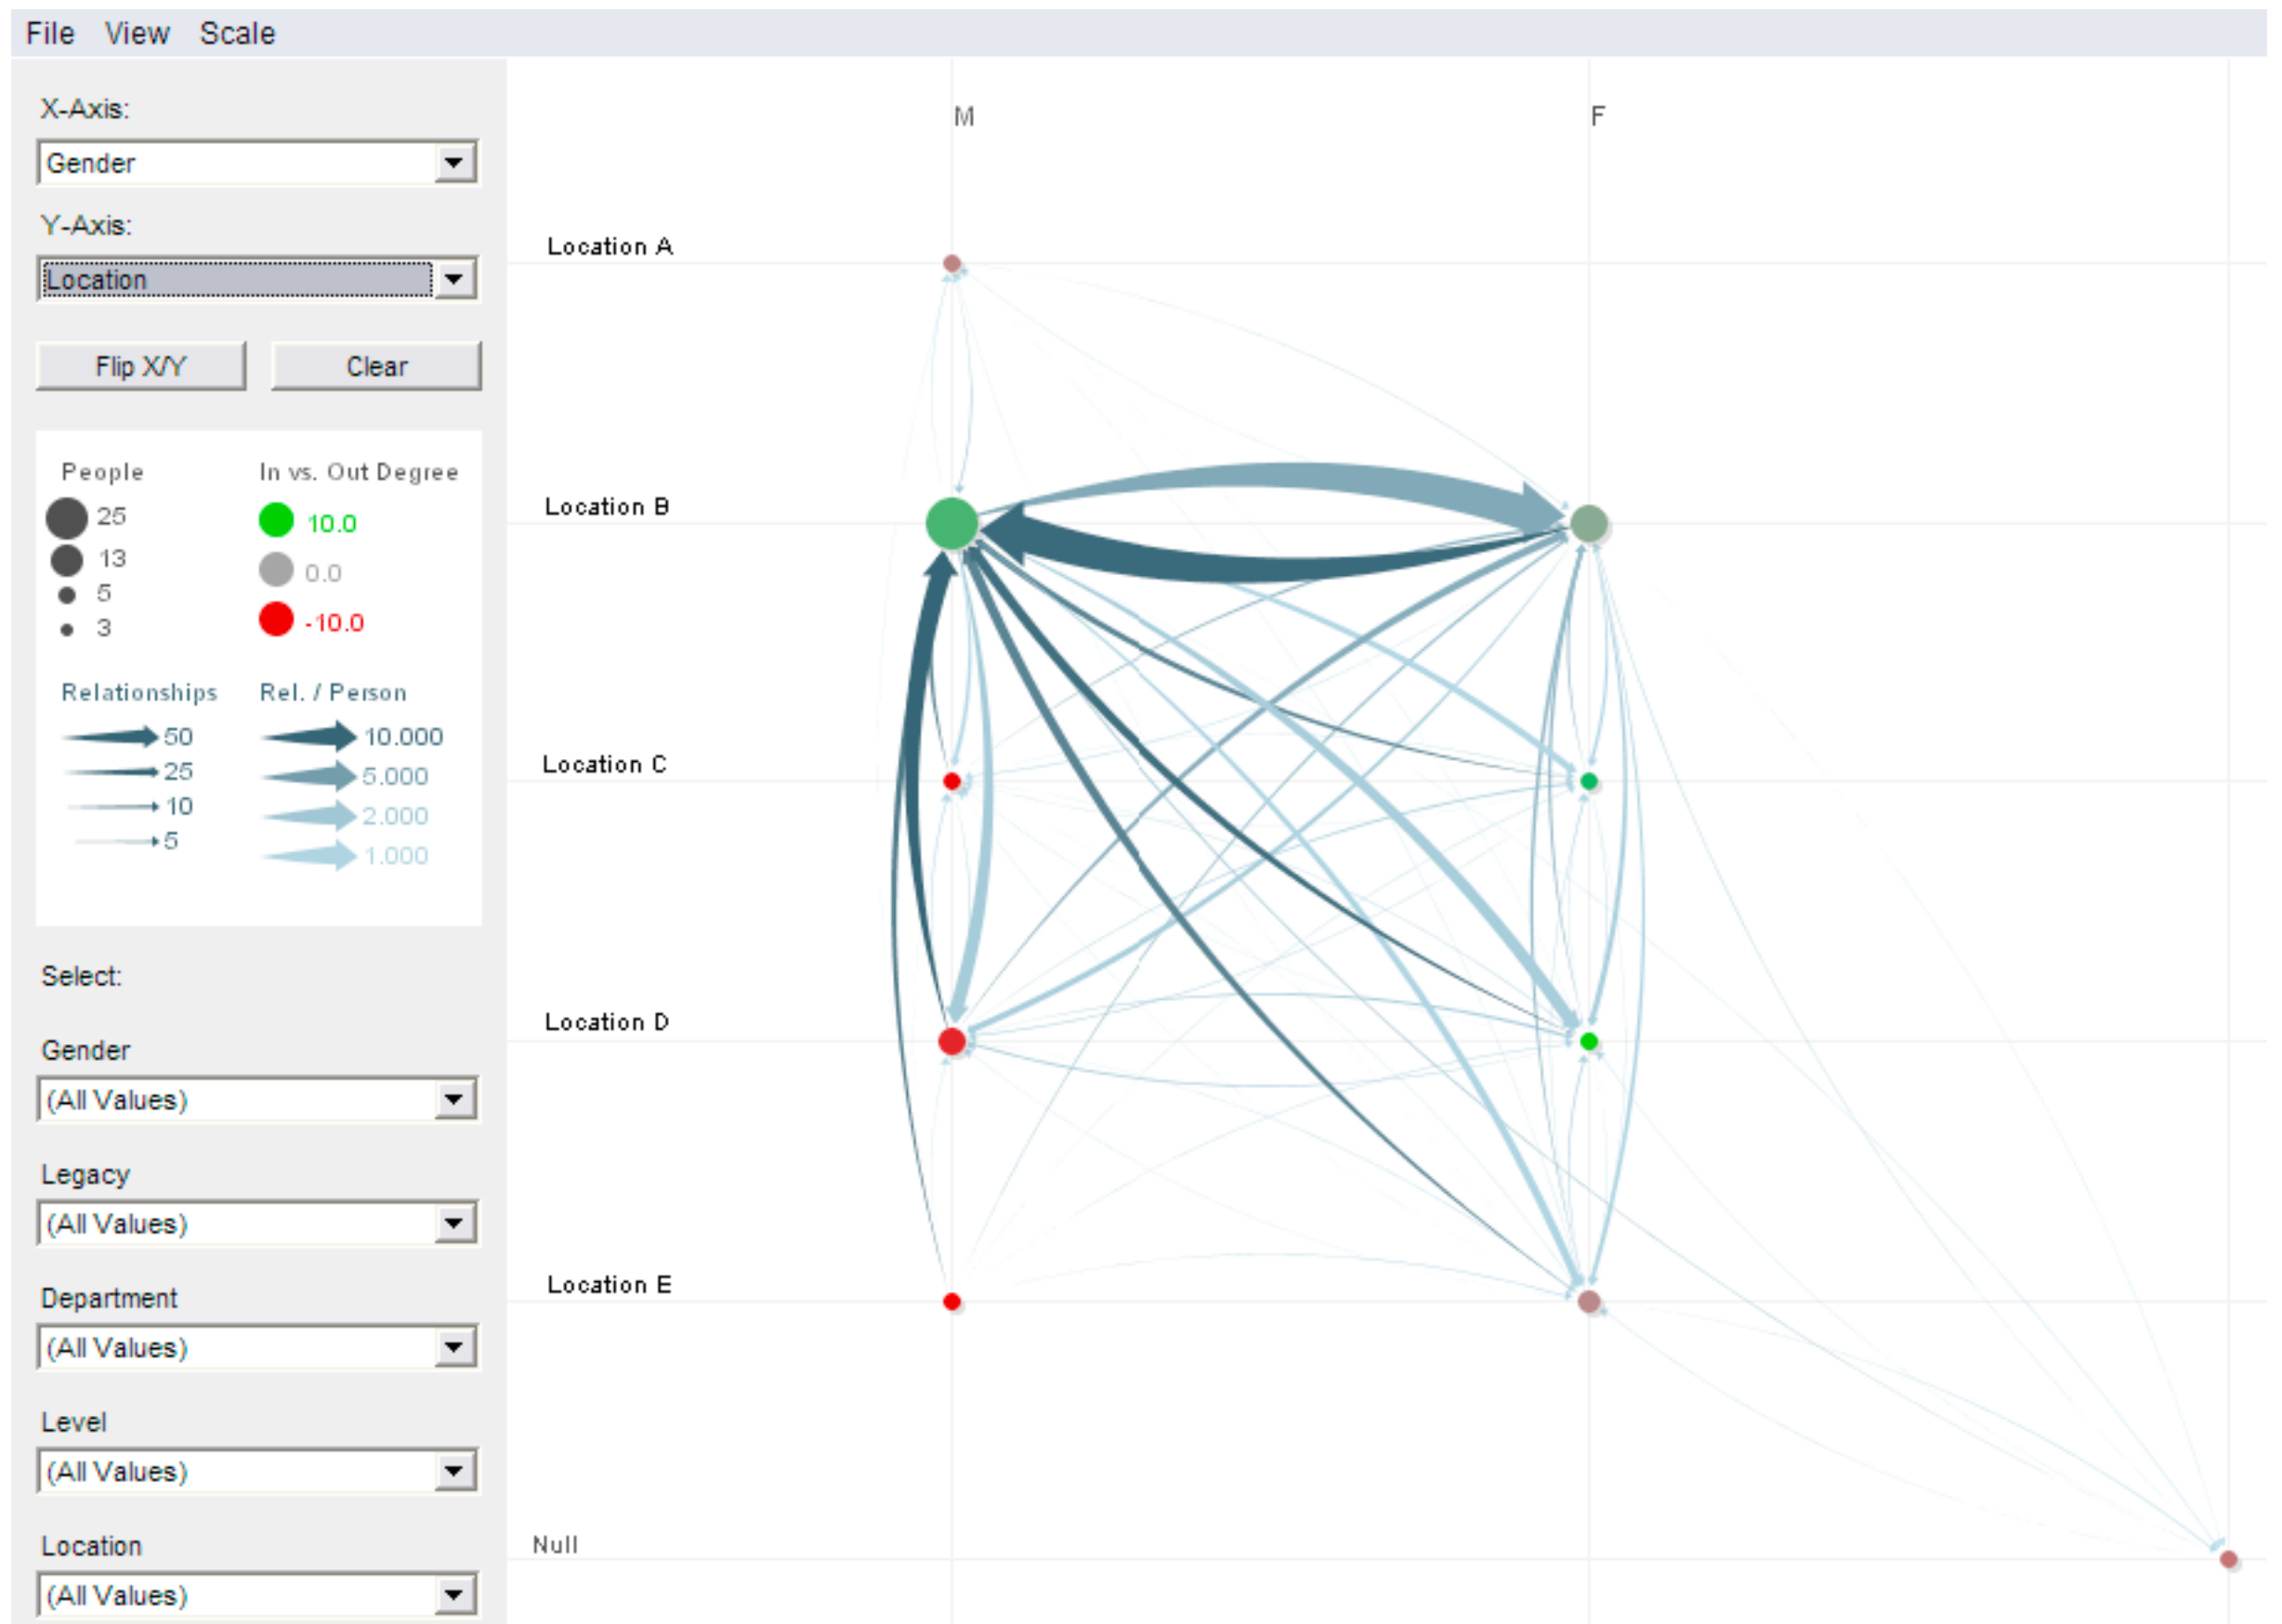 File View Scale
X-Axis:
Gender
Y-Axis:
Location
Flip X/Y Clear
People In vs. Out Degree
25 10.0
13 0.0
5
3 -10.0
Relationships Rel. / Person
50 10.000
25 5.000
10 2.000
5 1.000
Select:
Gender
(All Values)
Legacy
(All Values)
Department
(All Values)
Level
(All Values)
Location
(All Values)
M F
Location A
Location B
Location C
Location D
Location E
Null